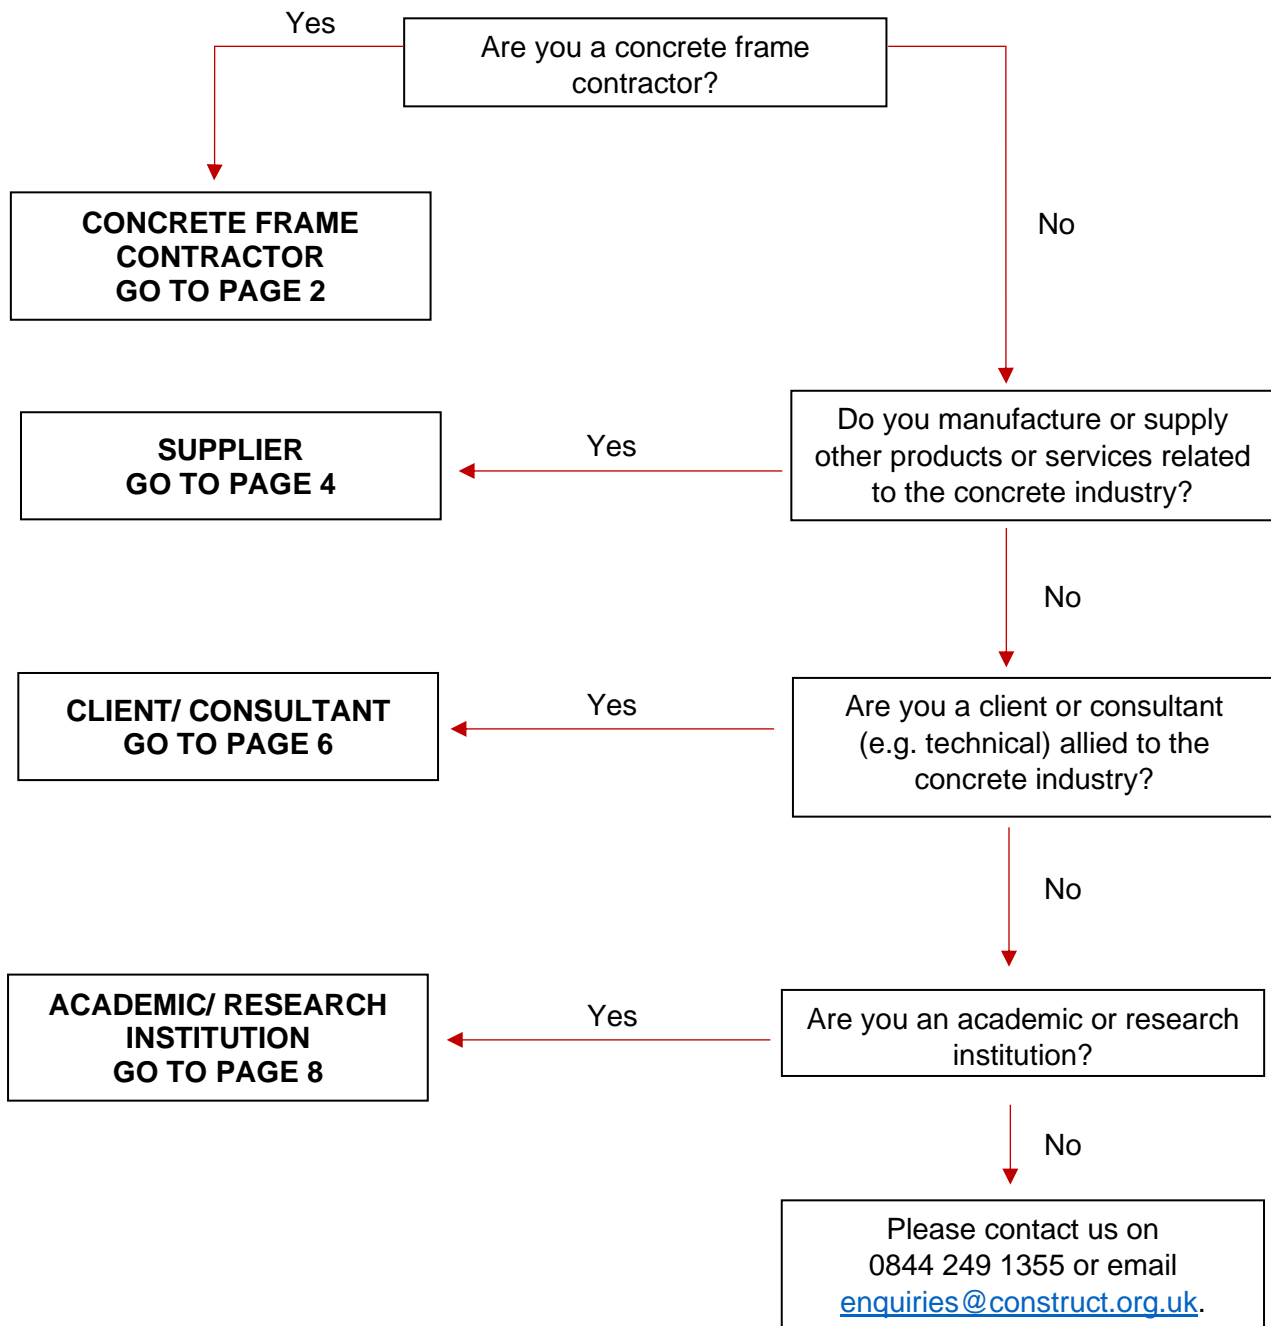 Yes
Are you a concrete frame
contractor?
CONCRETE FRAME
CONTRACTOR
GO TO PAGE 2
No
Do you manufacture or supply
other products or services related
to the concrete industry?
Yes
SUPPLIER
GO TO PAGE 4
No
Are you a client or consultant
(e.g. technical) allied to the
concrete industry?
Yes
CLIENT/ CONSULTANT
GO TO PAGE 6
No
Are you an academic or research
institution?
Yes
ACADEMIC/ RESEARCH
INSTITUTION
GO TO PAGE 8
No
Please contact us on
0844 249 1355 or email
enquiries@construct.org.uk.